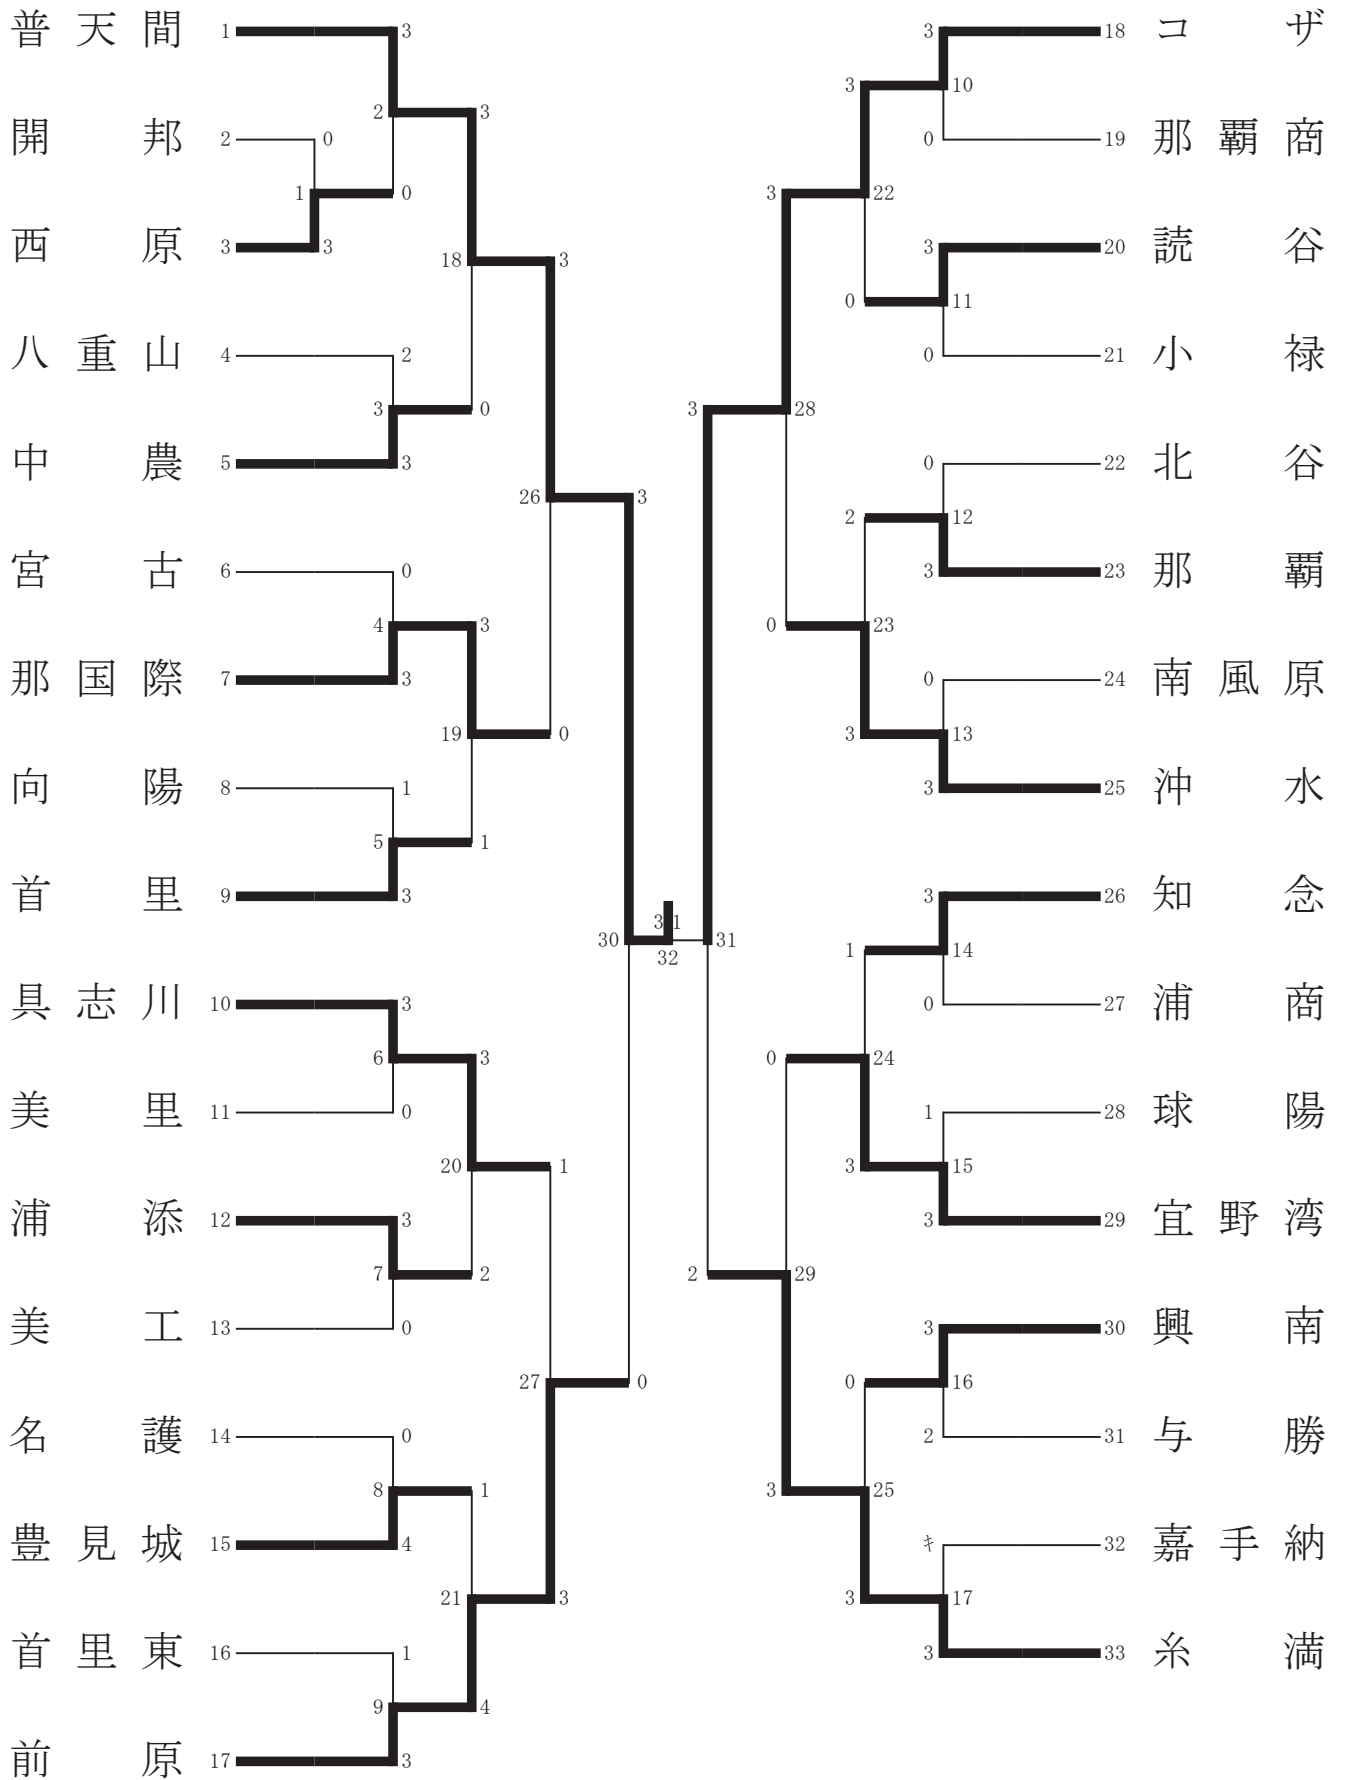 普天間 1 3 3 18 コザ
2 3 3 10
開邦 2 0 0 19 那覇商
1 0 3 22
西原 3 3 3 20 読谷
18 3 0 11
八重山 4 2 0 21 小禄
3 0 3 28
中農 5 3 0 22 北谷
26 3 2 12
宮古 6 0 3 23 那覇
4 3 0 23
那国際 7 3 0 24 南風原
19 0 3 13
向陽 8 1 3 25 沖水
5 1
首里 9 3 3 26 知念
3 1
30 31 1 14
32
具志川 10 3 0 27 浦商
6 3 0 24
美里 11 0 1 28 球陽
20 1 3 15
浦添 12 3 3 29 宜野湾
7 2 2 29
美工 13 0 3 30 興南
27 0 0 16
名護 14 0 2 31 与勝
8 1 3 25
豊見城 15 4 ｷ 32 嘉手納
21 3 3 17
首里東 16 1 3 33 糸満
9 4
前原 17 3